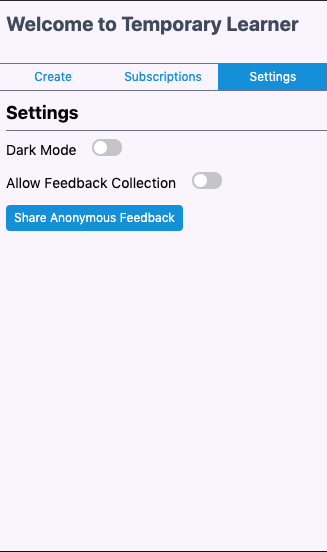 Welcome to Temporary Learner
Create Subscriptions Settings
Settings
Dark Mode
Allow Feedback Collection
Share Anonymous Feedback